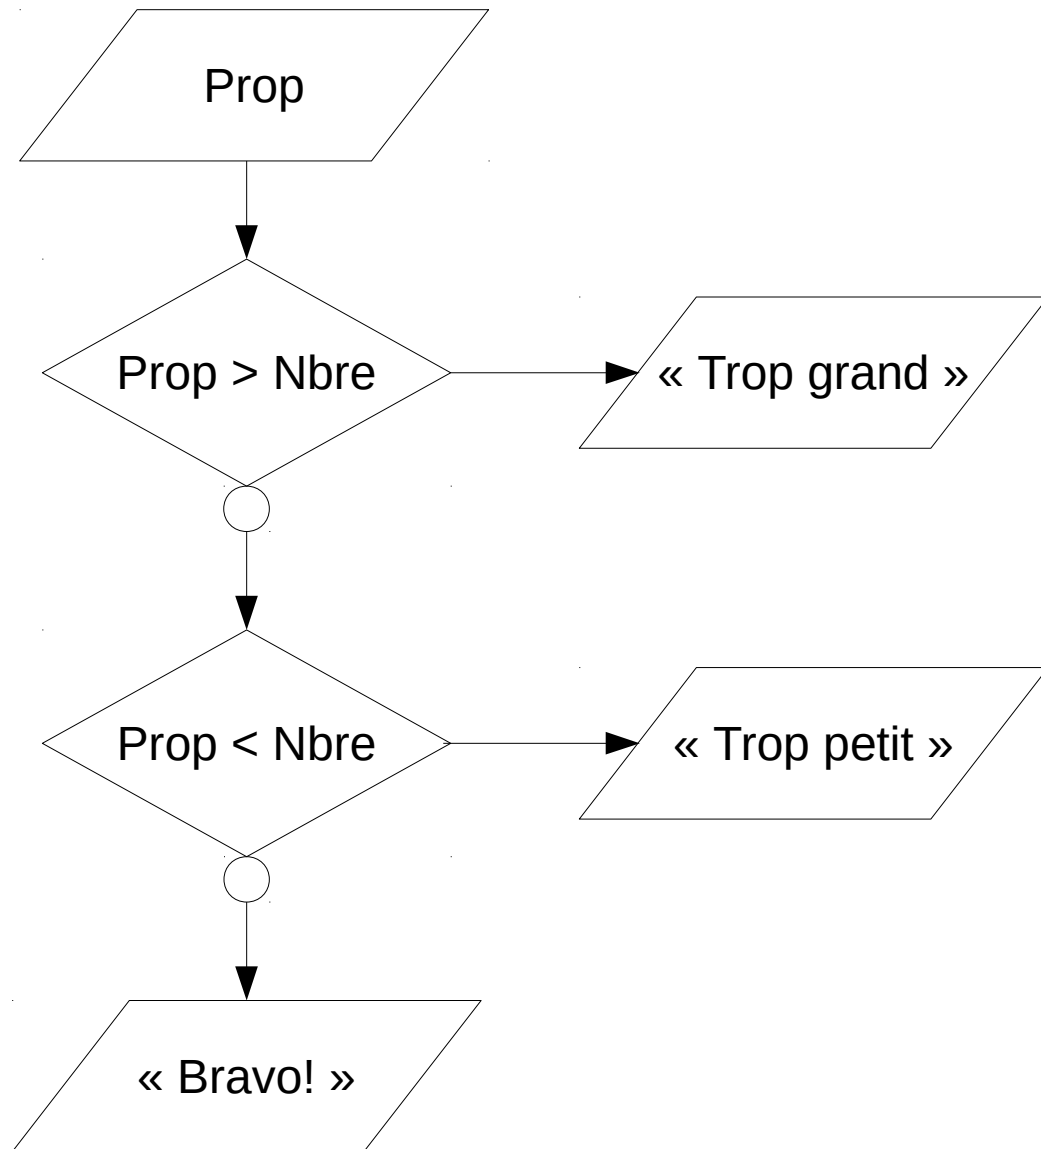 Prop
Prop > Nbre
« Trop grand »
Prop < Nbre
« Trop petit »
« Bravo! »